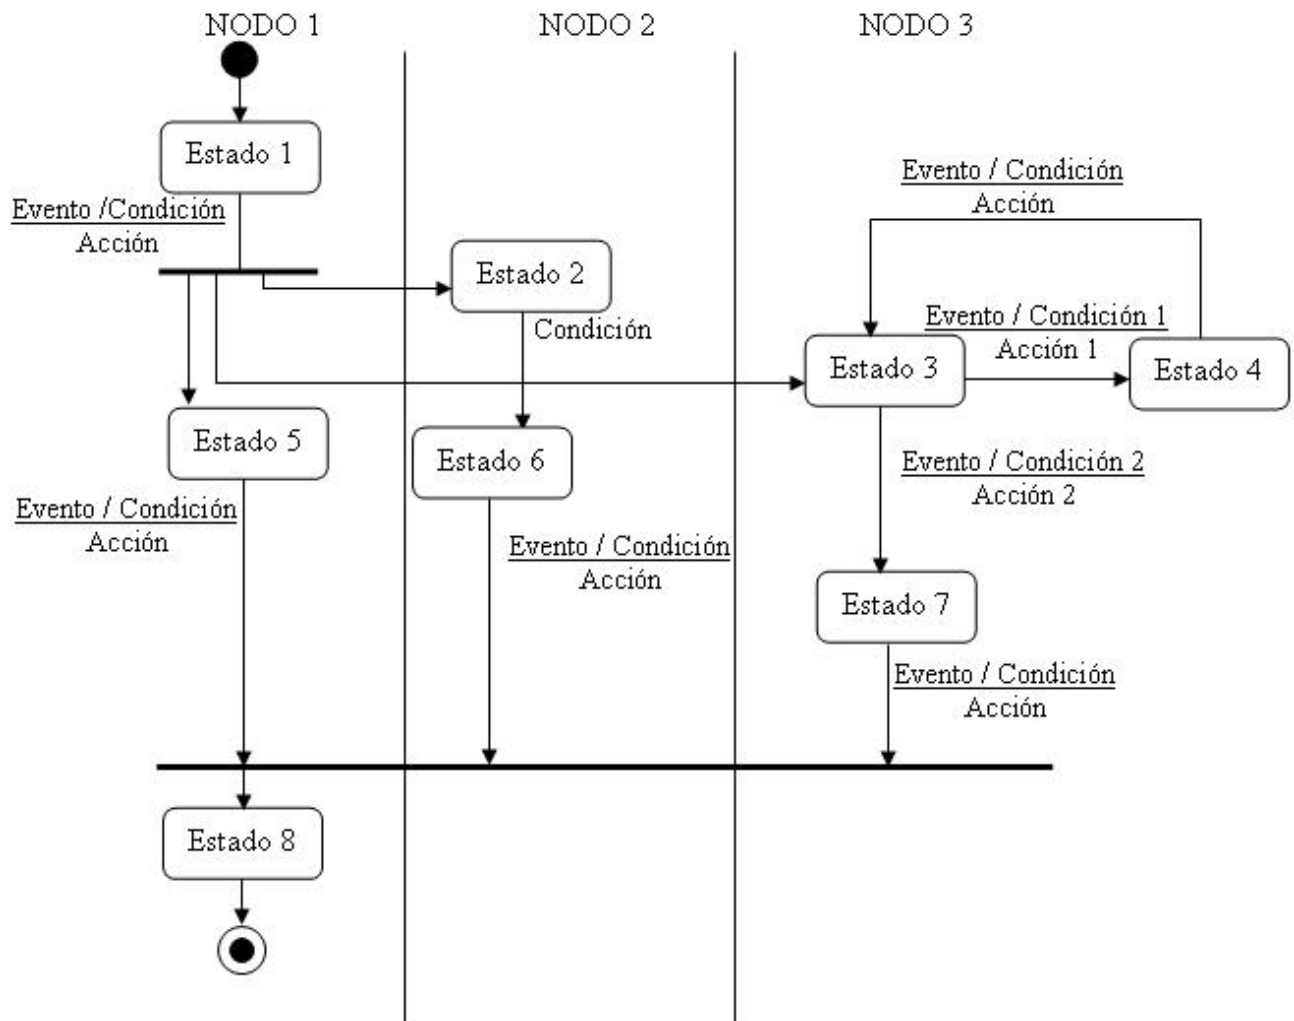 NODO 1
NODO 2
NODO 3
Estado 1
Evento / Condición
Acción
Evento /Condición
Acción
Estado 2
Evento / Condición 1
Acción 1
Condición
Estado 3
Estado 4
Estado 5
Estado 6
Evento / Condición 2
Acción 2
Evento / Condición
Acción
Evento / Condición
Acción
Estado 7
Evento / Condición
Acción
Estado 8